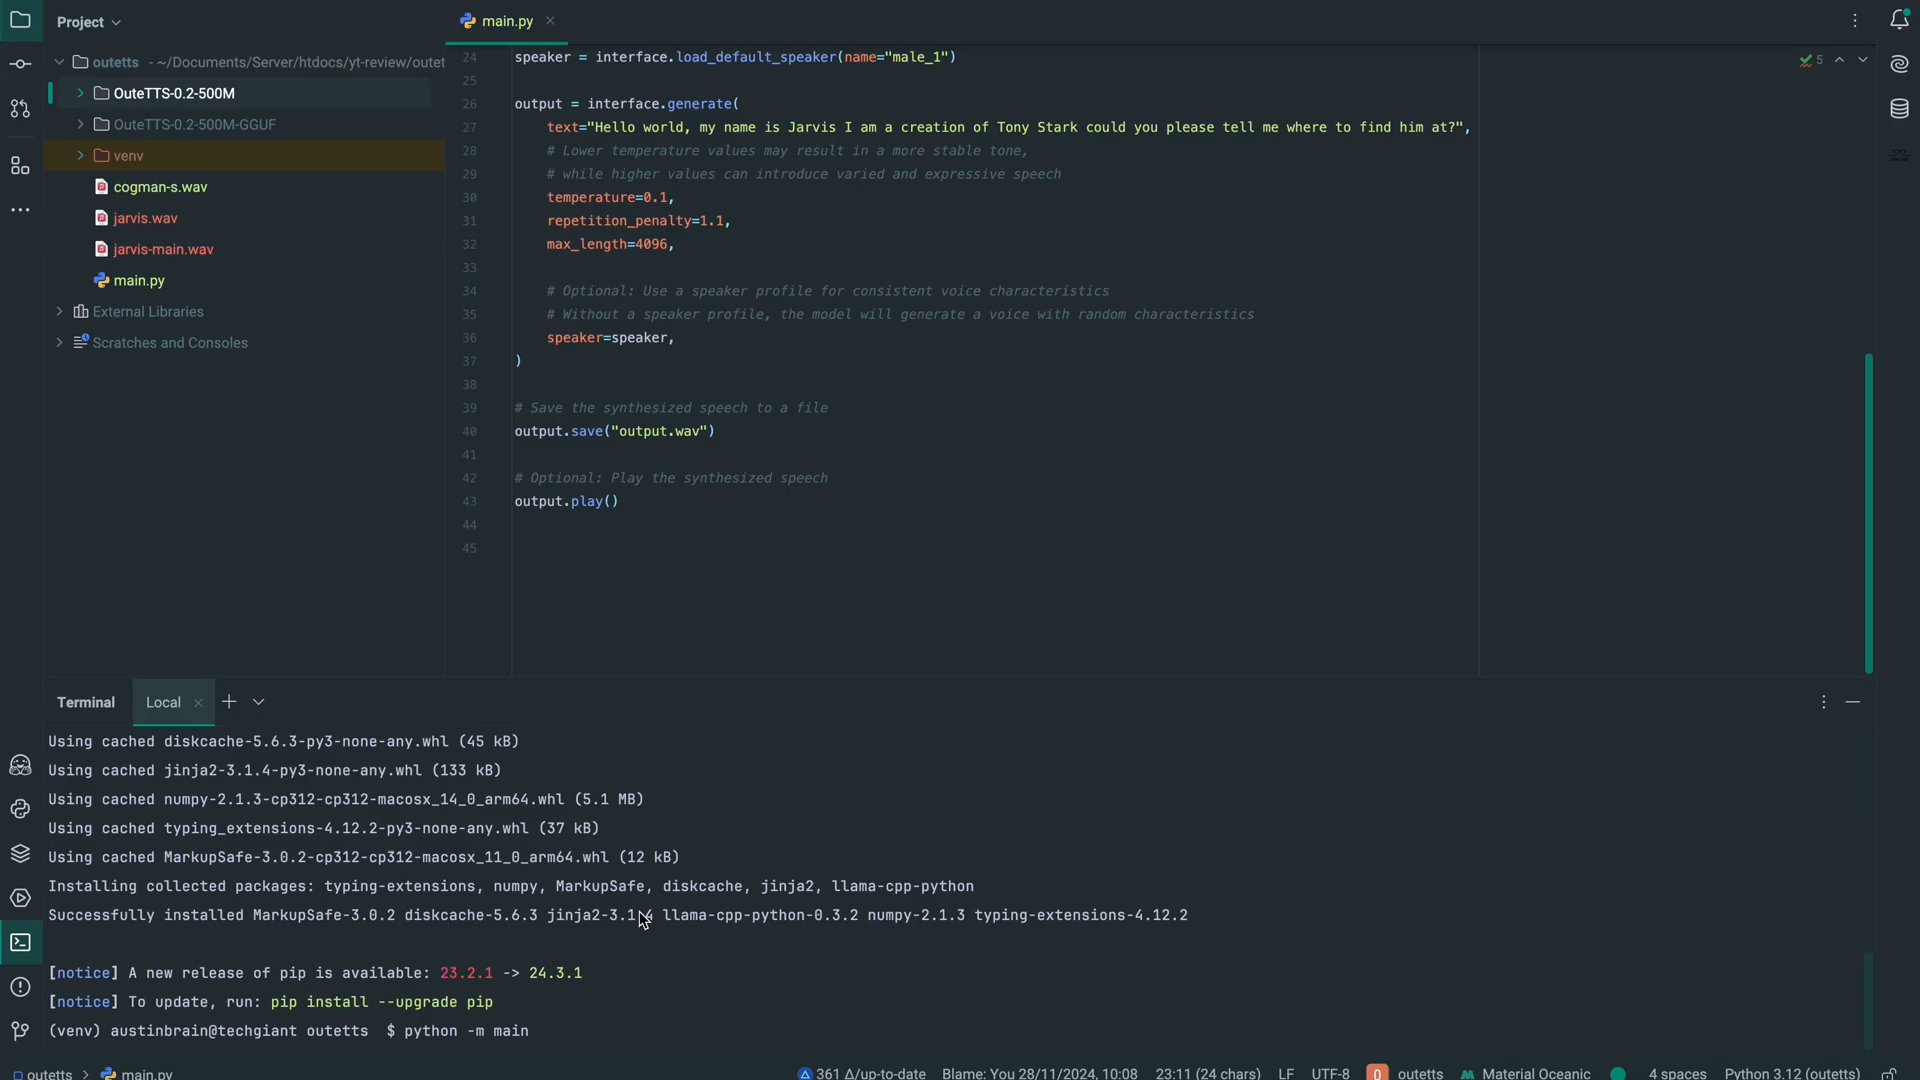 Project
main.py
outetts - ~/Documents/Server/htdocs/yt-review/outet
OuteTTS-0.2-500M
OuteTTS-0.2-500M-GGUF
venv
cogman-s.wav
jarvis.wav
jarvis-main.wav
main.py
External Libraries
Scratches and Consoles
5
24 speaker = interface.load_default_speaker(name="male_1")
25
26 output = interface.generate(
27 text="Hello world, my name is Jarvis I am a creation of Tony Stark could you please tell me where to find him at?",
28 # Lower temperature values may result in a more stable tone,
29 # while higher values can introduce varied and expressive speech
30 temperature=0.1,
31 repetition_penalty=1.1,
32 max_length=4096,
33
34 # Optional: Use a speaker profile for consistent voice characteristics
35 # Without a speaker profile, the model will generate a voice with random characteristics
36 speaker=speaker,
37 )
38
39 # Save the synthesized speech to a file
40 output.save("output.wav")
41
42 # Optional: Play the synthesized speech
43 output.play()
44
45
Terminal Local
Using cached diskcache-5.6.3-py3-none-any.whl (45 kB)
Using cached jinja2-3.1.4-py3-none-any.whl (133 kB)
Using cached numpy-2.1.3-cp312-cp312-macosx_14_0_arm64.whl (5.1 MB)
Using cached typing_extensions-4.12.2-py3-none-any.whl (37 kB)
Using cached MarkupSafe-3.0.2-cp312-cp312-macosx_11_0_arm64.whl (12 kB)
Installing collected packages: typing-extensions, numpy, MarkupSafe, diskcache, jinja2, llama-cpp-python
Successfully installed MarkupSafe-3.0.2 diskcache-5.6.3 jinja2-3.1.4 llama-cpp-python-0.3.2 numpy-2.1.3 typing-extensions-4.12.2
[notice] A new release of pip is available: 23.2.1 -> 24.3.1
[notice] To update, run: pip install --upgrade pip
(venv) austinbrain@techgiant outetts $ python -m main
outetts > main.py 361 Δ/up-to-date Blame: You 28/11/2024, 10:08 23:11 (24 chars) LF UTF-8 0 outetts Material Oceanic 4 spaces Python 3.12 (outetts)